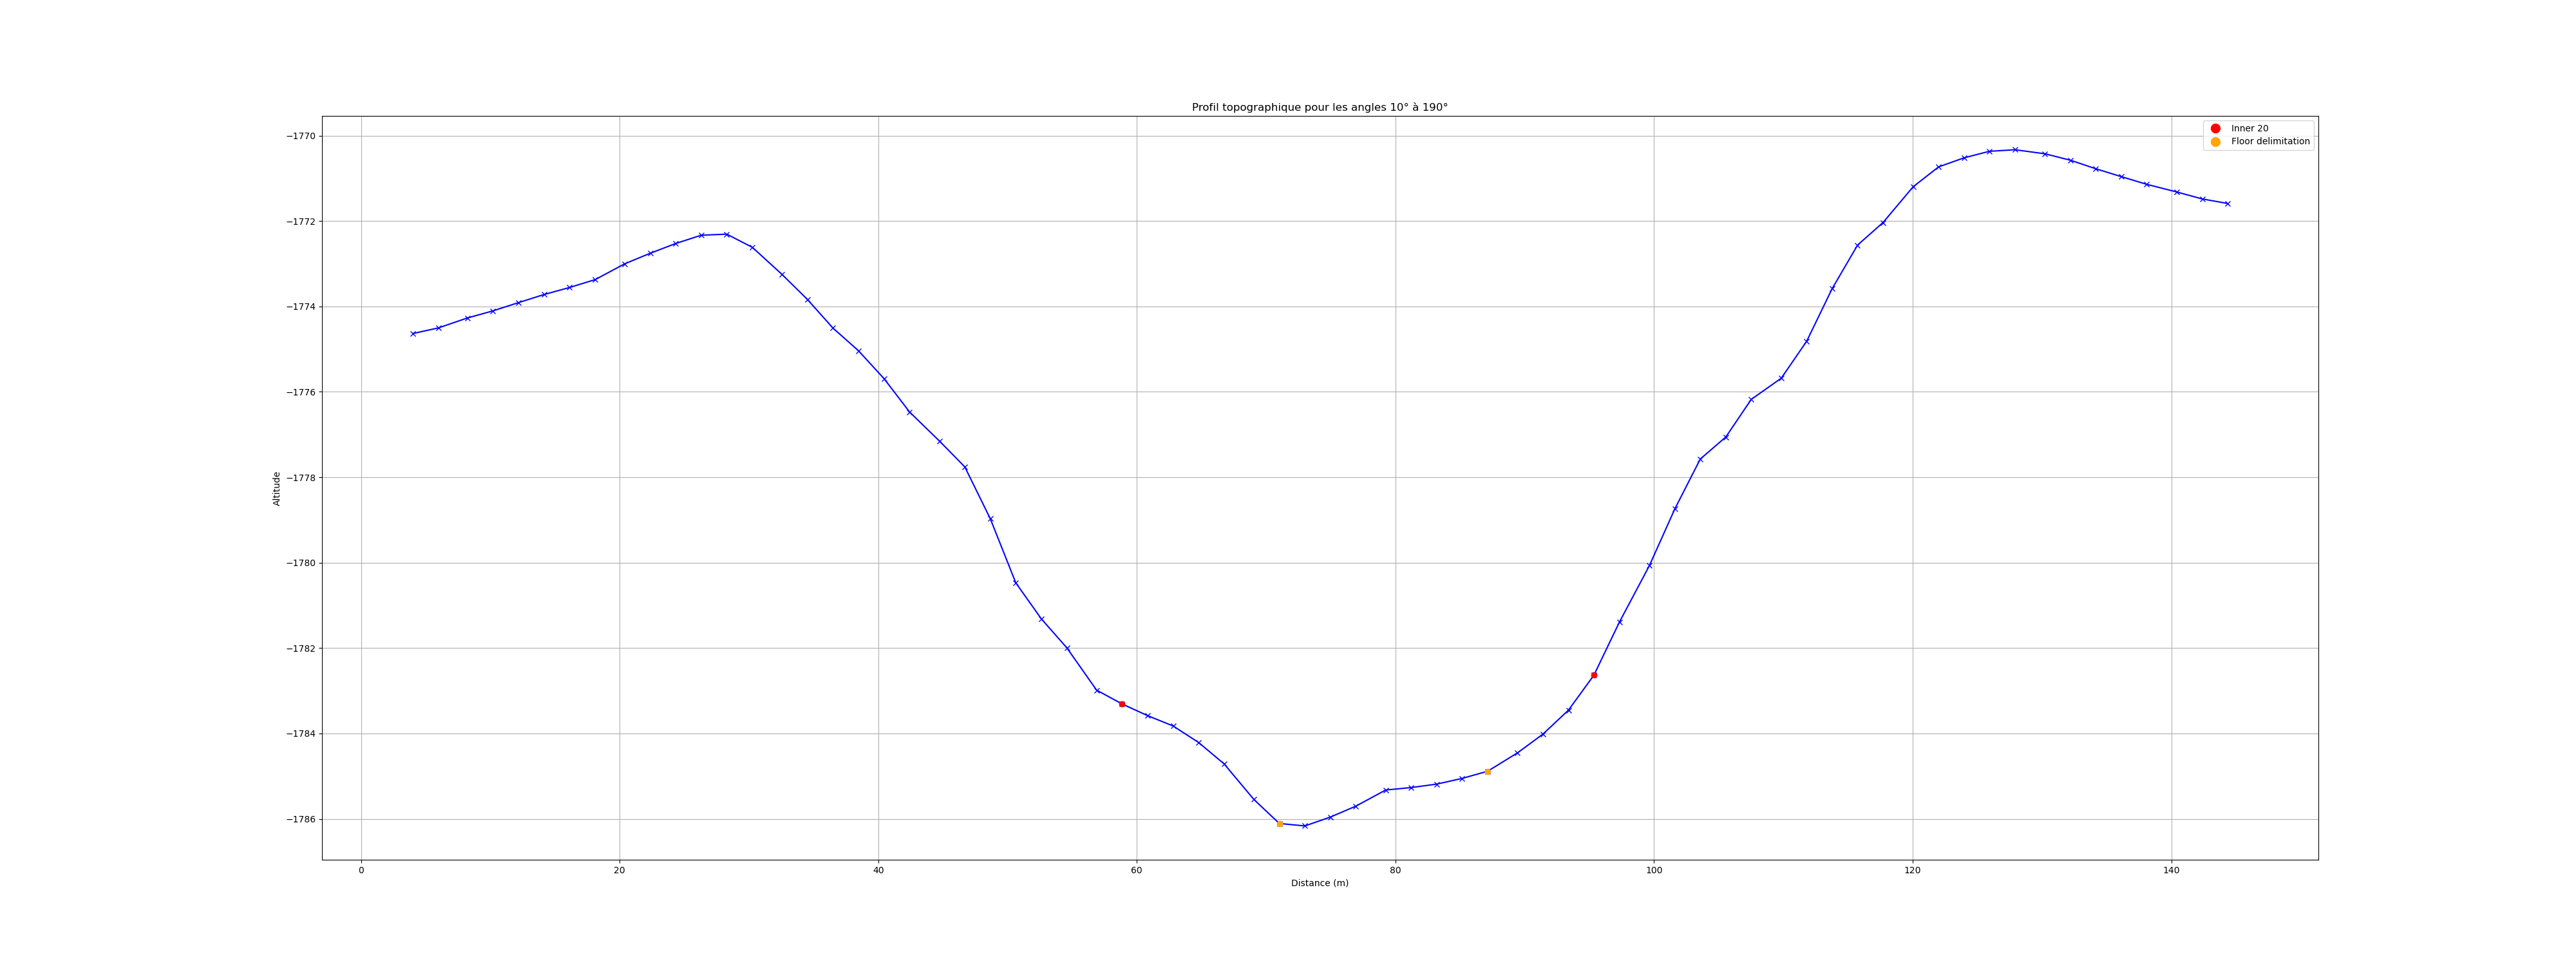 Profil topographique pour les angles 10° à 190°
Inner 20
Floor delimitation
−1770
−1772
−1774
−1776
−1778
−1780
−1782
−1784
−1786
Altitude
0 20 40 60 80 100 120 140
Distance (m)